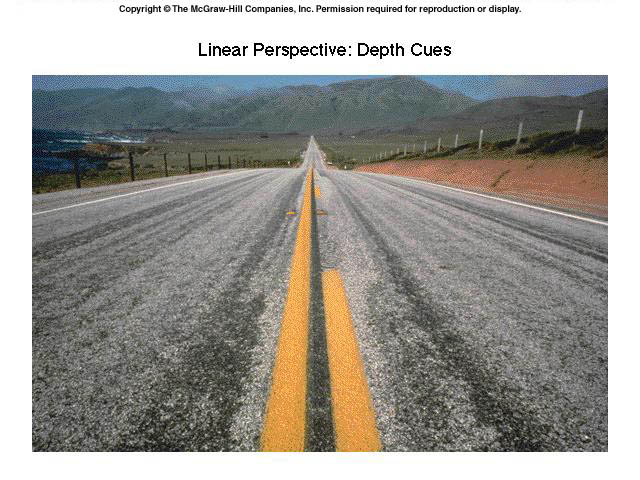 Copyright © The McGraw-Hill Companies, Inc. Permission required for reproduction or display.
Linear Perspective: Depth Cues